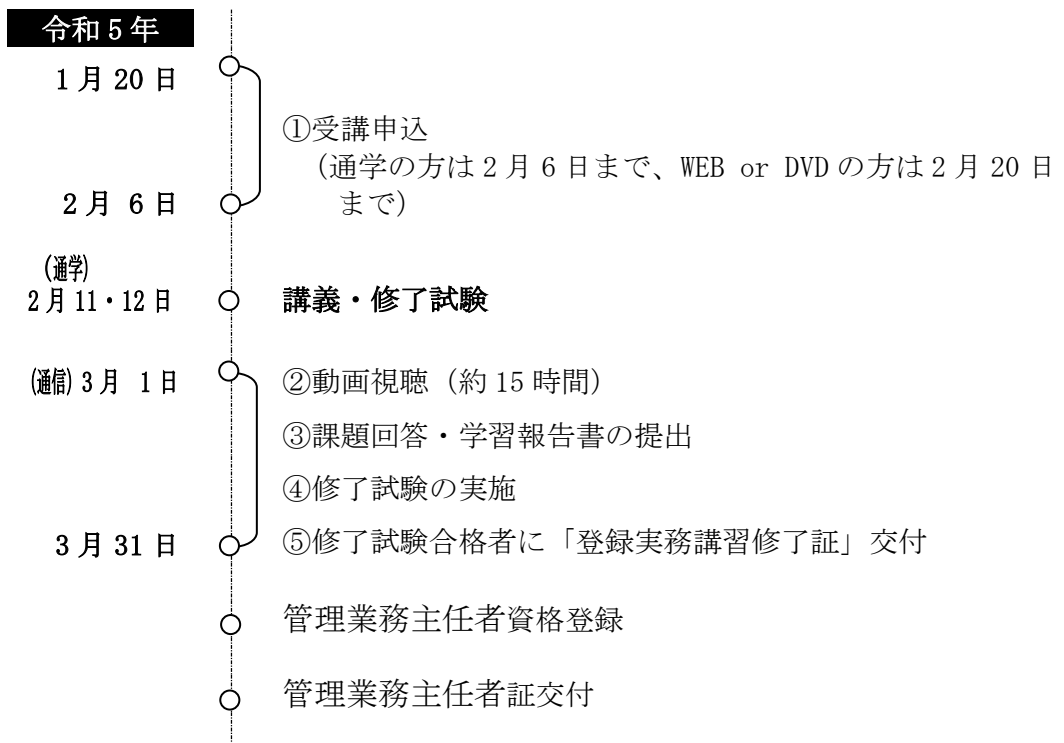 令和5年
1月20日
①受講申込
(通学の方は2月6日まで、WEB or DVDの方は2月20日
まで)
2月 6日
(通学)
2月11・12日 講義・修了試験
(通信)3月 1日 ②動画視聴（約15時間）
③課題回答・学習報告書の提出
④修了試験の実施
3月31日 ⑤修了試験合格者に「登録実務講習修了証」交付
管理業務主任者資格登録
管理業務主任者証交付